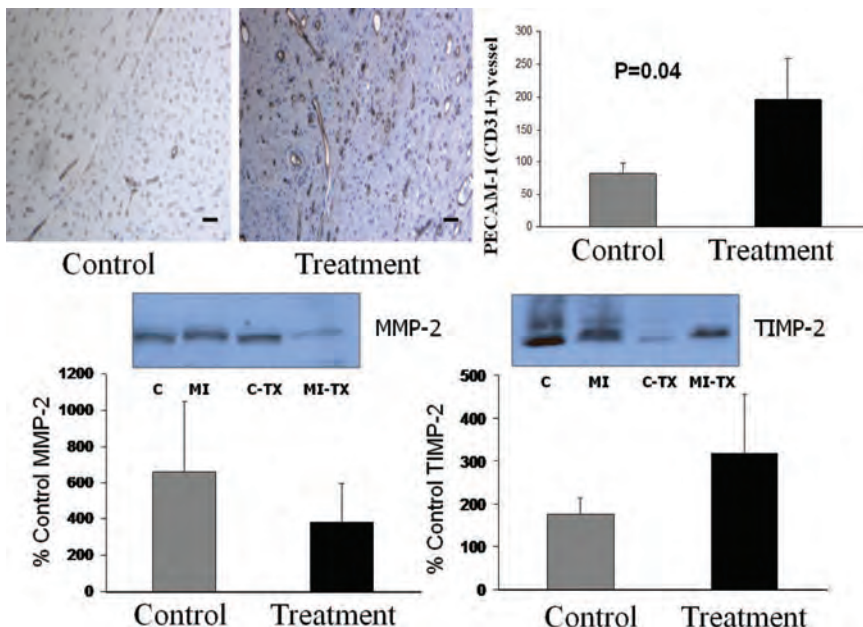 PECAM-1 (CD31+) vessel
300
250
200
150
100
50
0
P=0.04
Control
Treatment
Control
Treatment
MMP-2
C
MI
C-TX
MI-TX
% Control MMP-2
1200
1000
800
600
400
200
0
Control
Treatment
TIMP-2
C
MI
C-TX
MI-TX
% Control TIMP-2
500
400
300
200
100
0
Control
Treatment